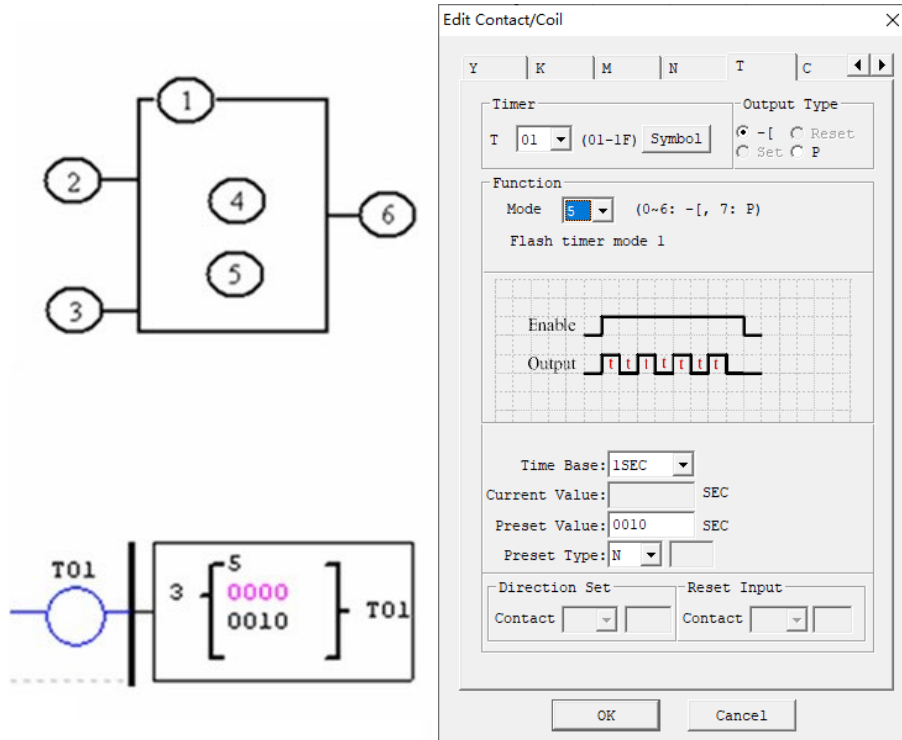 Edit Contact/Coil
Y K M N T C
Timer
T 01 (01-1F) Symbol
Output Type
-[ Reset
Set P
Function
Mode 5 (0~6: -[, 7: P)
Flash timer mode 1
Enable
Output t t t t t t t
Time Base: 1SEC
Current Value: SEC
Preset Value: 0010 SEC
Preset Type: N
Direction Set
Contact
Reset Input
Contact
OK Cancel
1
2
4
6
5
3
T01
5
3 0000
0010 T01